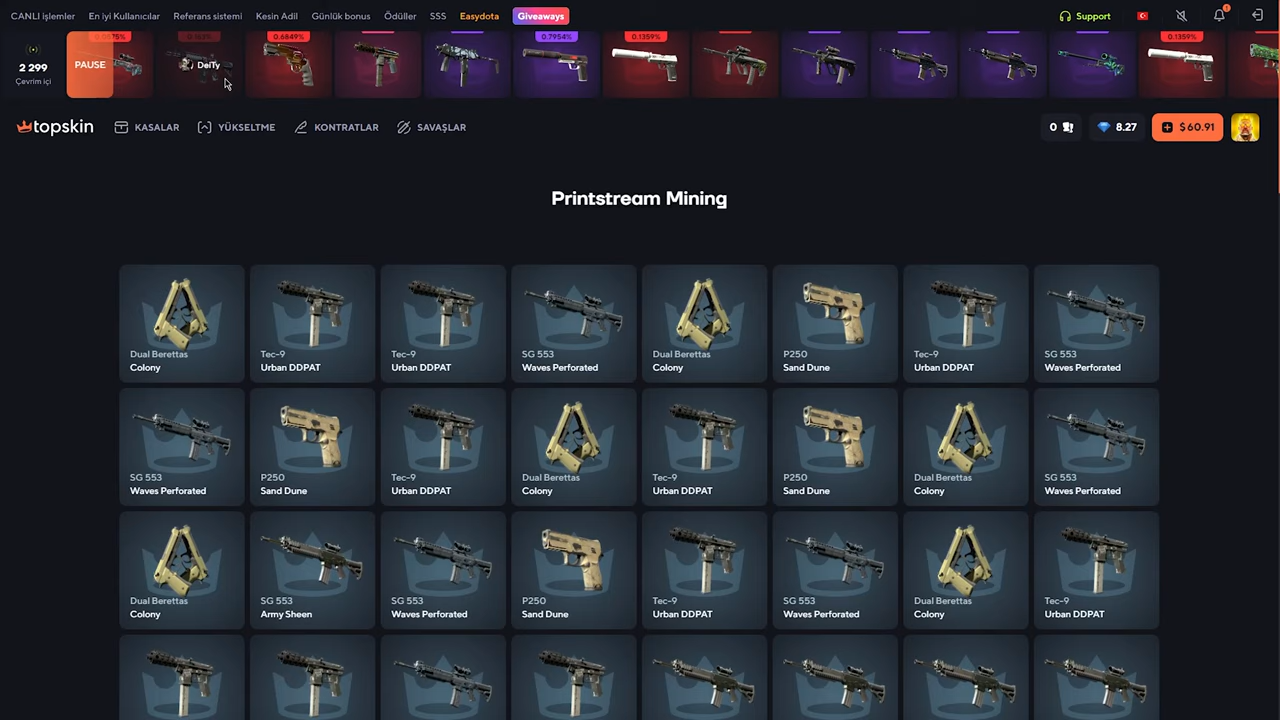 CANLI işlemler En iyi Kullanıcılar Referans sistemi Kesin Adil Günlük bonus Ödüller SSS Easydota Giveaways Support 1
2 299
Çevrim içi
PAUSE
DeiTy
0.6649%
0.7954%
0.1359%
0.1359%
topskin KASALAR YÜKSELTME KONTRATLAR SAVAŞLAR 0 8.27 $ 60.91
Printstream Mining
Dual Berettas Tec-9 Tec-9 SG 553 Dual Berettas P250 Tec-9 SG 553
Colony Urban DDPAT Urban DDPAT Waves Perforated Colony Sand Dune Urban DDPAT Waves Perforated
SG 553 P250 Tec-9 Dual Berettas Tec-9 P250 Dual Berettas SG 553
Waves Perforated Sand Dune Urban DDPAT Colony Urban DDPAT Sand Dune Colony Waves Perforated
Dual Berettas SG 553 SG 553 P250 Tec-9 SG 553 Dual Berettas Tec-9
Colony Army Sheen Waves Perforated Sand Dune Urban DDPAT Waves Perforated Colony Urban DDPAT